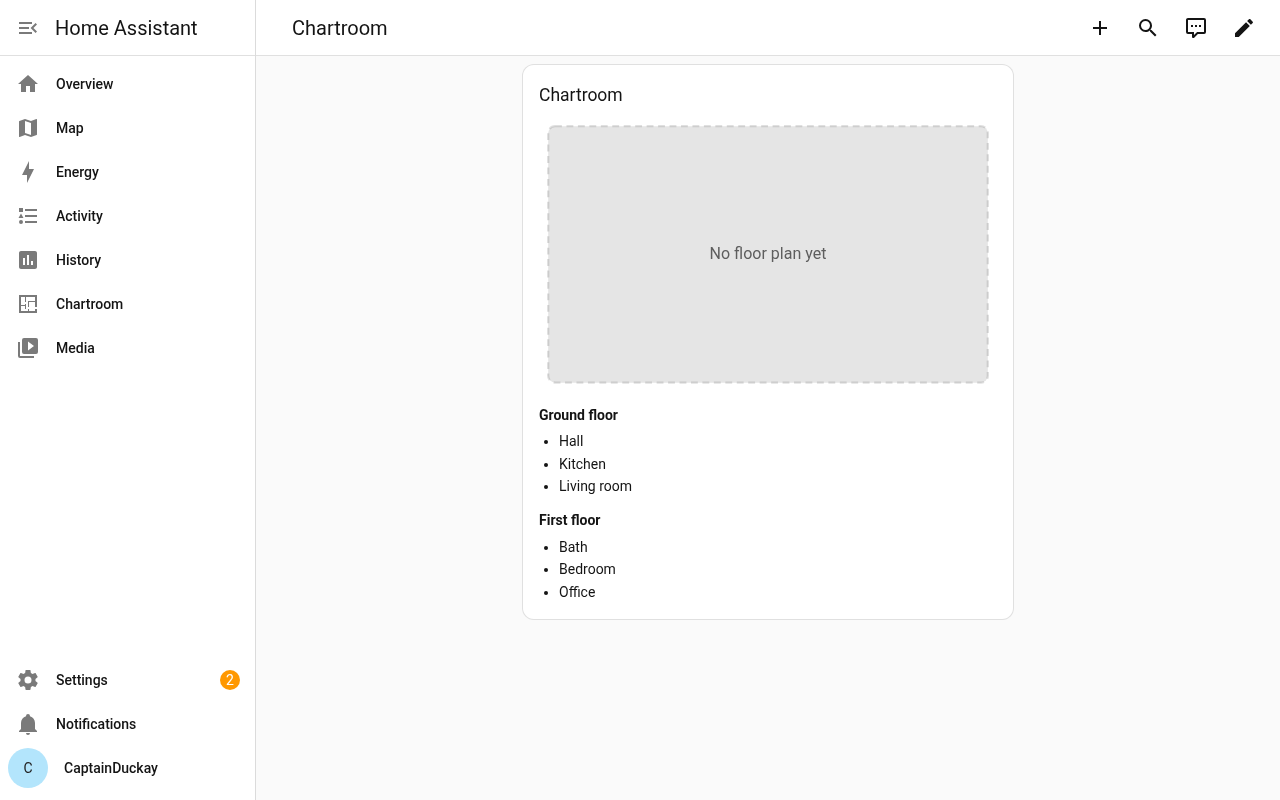 Home Assistant
Chartroom
Overview
Map
Energy
Activity
History
Chartroom
Media
Settings
2
Notifications
C
CaptainDuckay
Chartroom
No floor plan yet
Ground floor
• Hall
• Kitchen
• Living room
First floor
• Bath
• Bedroom
• Office